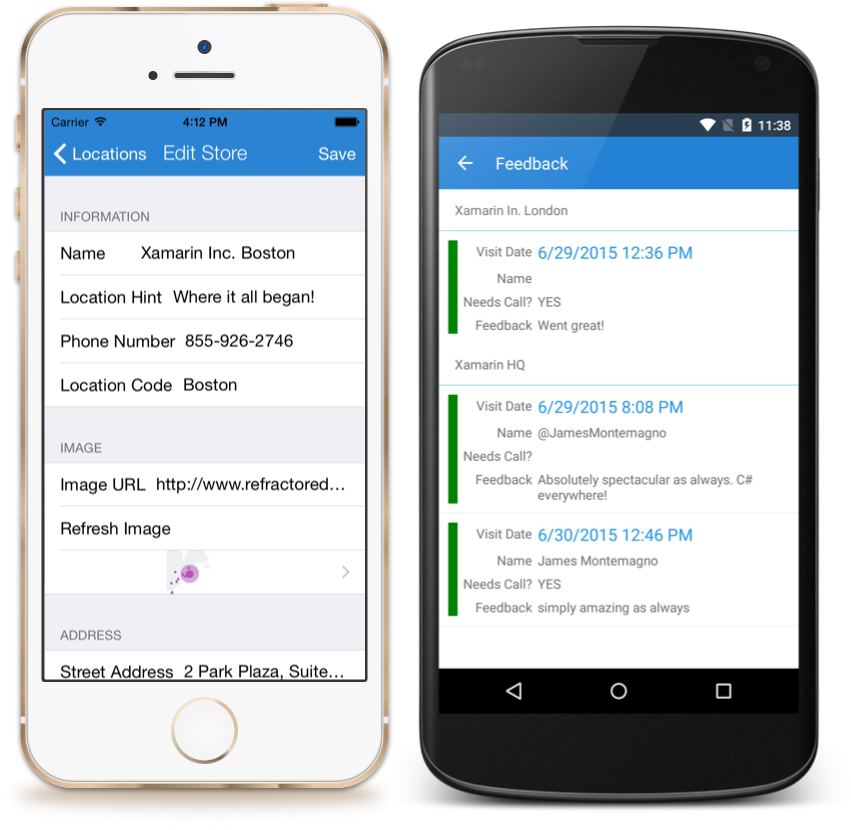 Carrier 4:12 PM
Locations Edit Store Save
INFORMATION
Name Xamarin Inc. Boston
Location Hint Where it all began!
Phone Number 855-926-2746
Location Code Boston
IMAGE
Image URL http://www.refractored...
Refresh Image
ADDRESS
Street Address 2 Park Plaza, Suite...
11:38
Feedback
Xamarin In. London
Visit Date 6/29/2015 12:36 PM
Name
Needs Call? YES
Feedback Went great!
Xamarin HQ
Visit Date 6/29/2015 8:08 PM
Name @JamesMontemagno
Needs Call?
Feedback Absolutely spectacular as always. C#
everywhere!
Visit Date 6/30/2015 12:46 PM
Name James Montemagno
Needs Call? YES
Feedback simply amazing as always